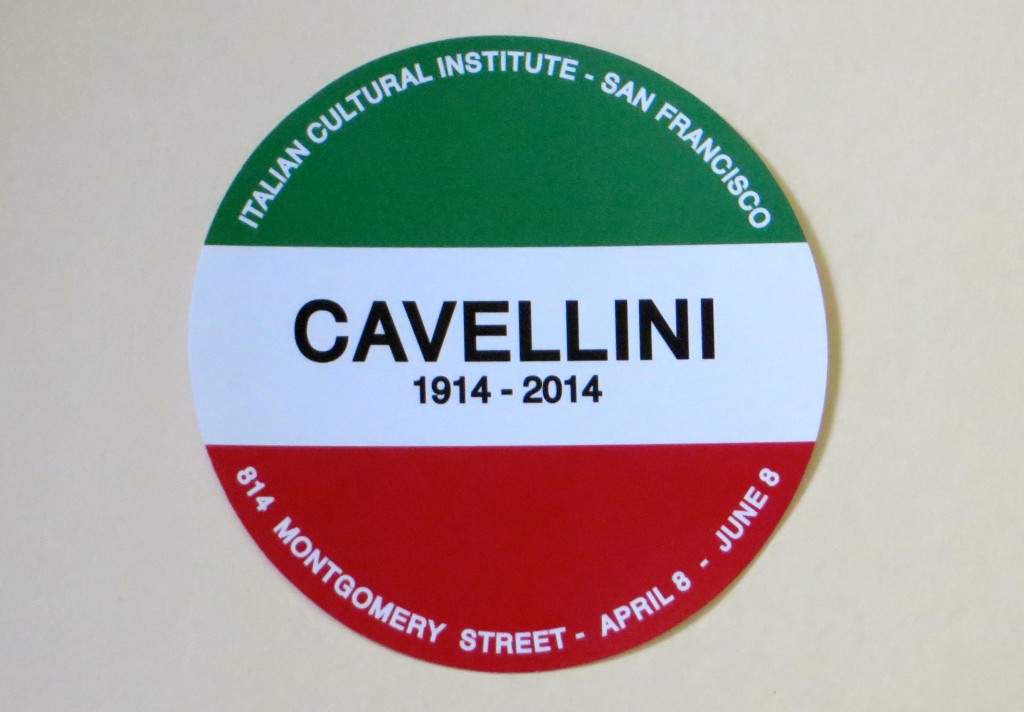 ITALIAN CULTURAL INSTITUTE - SAN FRANCISCO
CAVELLINI
1914 - 2014
814 MONTGOMERY STREET - APRIL 8 - JUNE 8